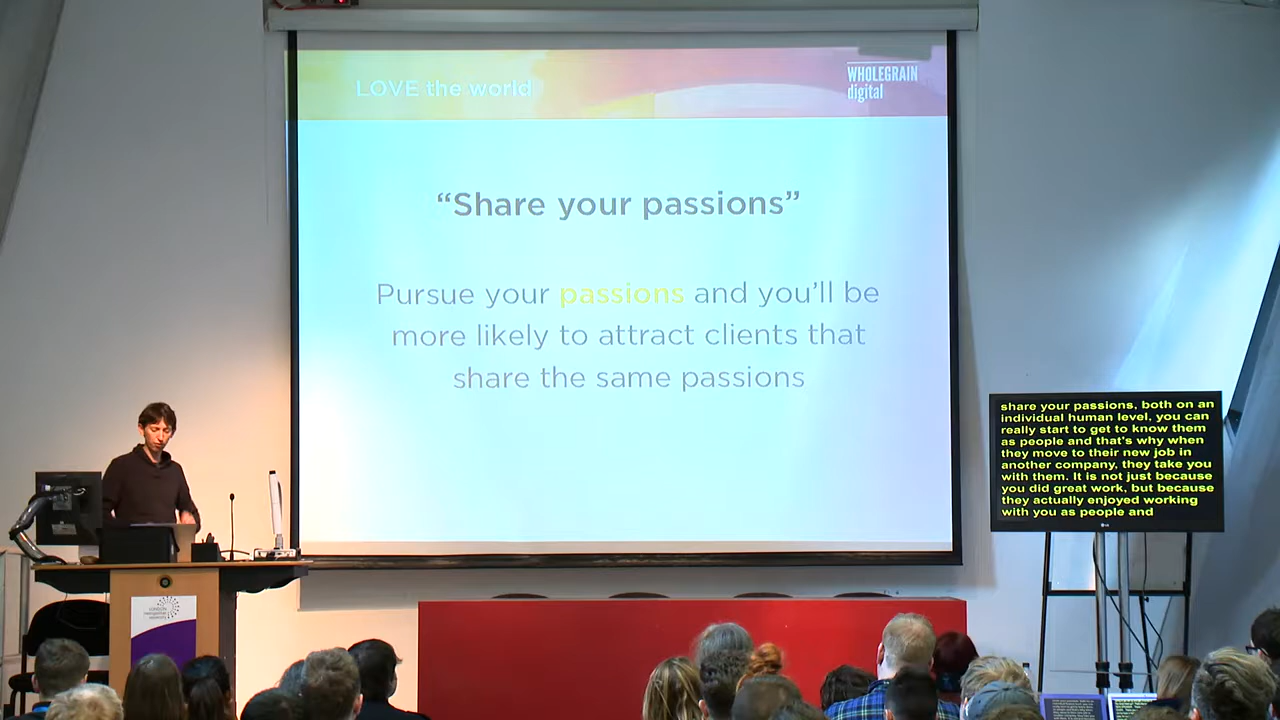 LOVE the world
WHOLEGRAIN
digital
“Share your passions”
Pursue your passions and you’ll be
more likely to attract clients that
share the same passions
share your passions, both on an
individual human level, you can
really start to get to know them
as people and that's why when
they move to their new job in
another company, they take you
with them. It is not just because
you did great work, but because
they actually enjoyed working
with you as people and
LG